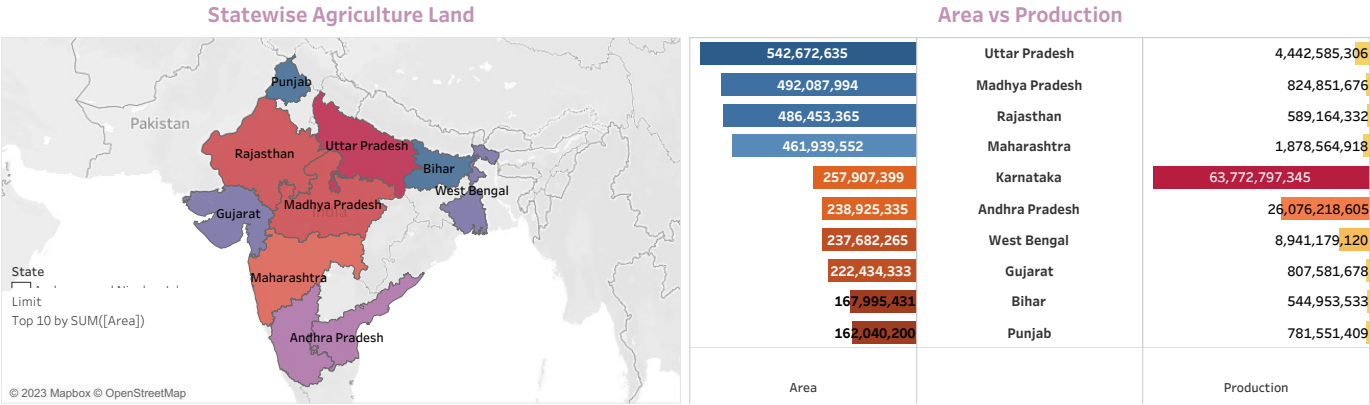 Statewise Agriculture Land
Area vs Production
Punjab
Pakistan
Rajasthan
Uttar Pradesh
Bihar
West Bengal
Madhya Pradesh
India
Gujarat
Maharashtra
Andhra Pradesh
State
Limit
Top 10 by SUM([Area])
© 2023 Mapbox © OpenStreetMap
542,672,635 Uttar Pradesh 4,442,585,306
492,087,994 Madhya Pradesh 824,851,676
486,453,365 Rajasthan 589,164,332
461,939,552 Maharashtra 1,878,564,918
257,907,399 Karnataka 63,772,797,345
238,925,335 Andhra Pradesh 26,076,218,605
237,682,265 West Bengal 8,941,179,120
222,434,333 Gujarat 807,581,678
167,995,431 Bihar 544,953,533
162,040,200 Punjab 781,551,409
Area Production